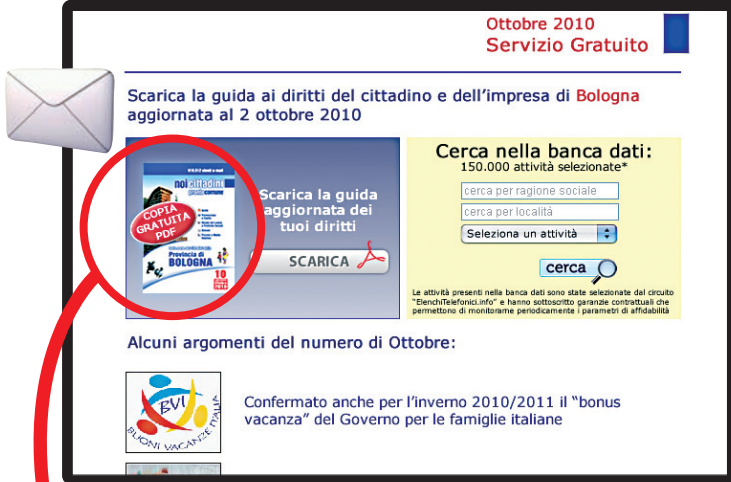 Ottobre 2010
Servizio Gratuito
Scarica la guida ai diritti del cittadino e dell'impresa di Bologna
aggiornata al 2 ottobre 2010
noi cittadini
COPIA
GRATUITA
PDF
Provincia di
BOLOGNA
10
Scarica la guida
aggiornata dei
tuoi diritti
SCARICA
Cerca nella banca dati:
150.000 attività selezionate*
cerca per ragione sociale
cerca per località
Seleziona un attività
cerca
Le attività presenti nella banca dati sono state selezionate dal circuito
"ElenchiTelefonici.info" e hanno sottoscritto garanzie contrattuali che
permettono di monitorarne periodicamente i parametri di affidabilità
Alcuni argomenti del numero di Ottobre:
BVI
BUONI VACANZE ITALIA
Confermato anche per l'inverno 2010/2011 il "bonus
vacanza" del Governo per le famiglie italiane